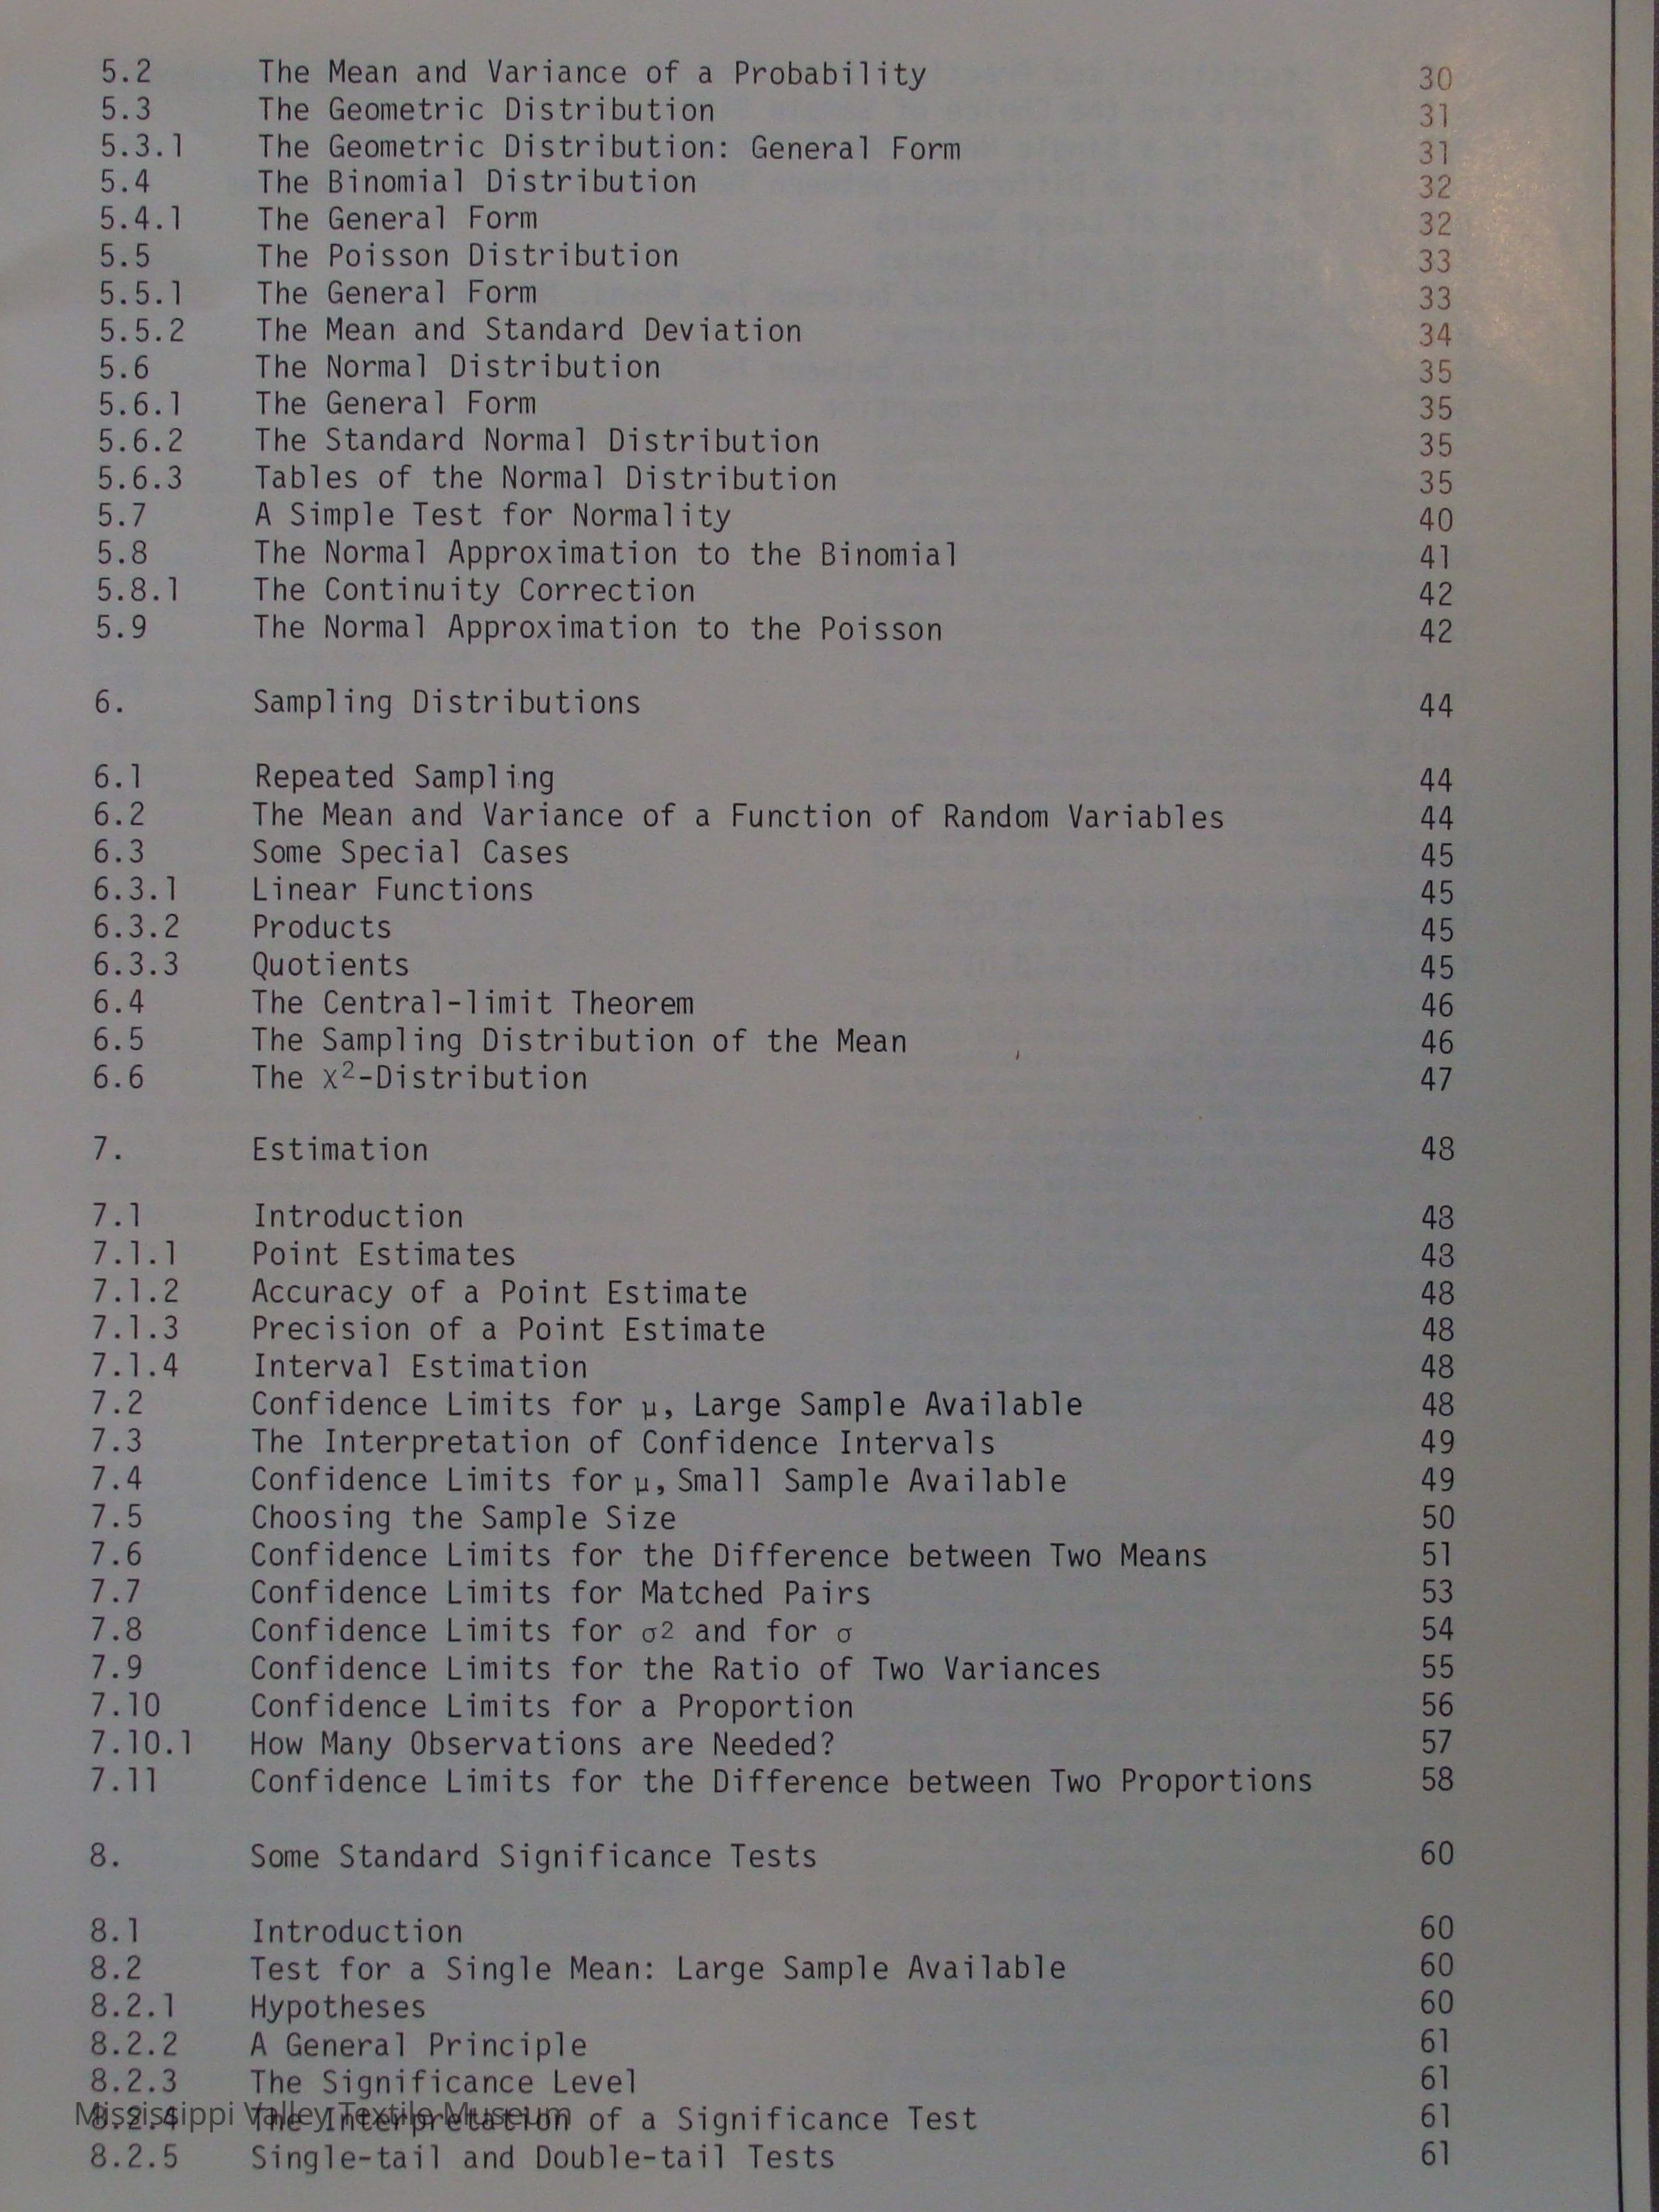 5.2 The Mean and Variance of a Probability 30
5.3 The Geometric Distribution 31
5.3.1 The Geometric Distribution: General Form 31
5.4 The Binomial Distribution 32
5.4.1 The General Form 32
5.5 The Poisson Distribution 33
5.5.1 The General Form 33
5.5.2 The Mean and Standard Deviation 34
5.6 The Normal Distribution 35
5.6.1 The General Form 35
5.6.2 The Standard Normal Distribution 35
5.6.3 Tables of the Normal Distribution 35
5.7 A Simple Test for Normality 40
5.8 The Normal Approximation to the Binomial 41
5.8.1 The Continuity Correction 42
5.9 The Normal Approximation to the Poisson 42
6. Sampling Distributions 44
6.1 Repeated Sampling 44
6.2 The Mean and Variance of a Function of Random Variables 44
6.3 Some Special Cases 45
6.3.1 Linear Functions 45
6.3.2 Products 45
6.3.3 Quotients 45
6.4 The Central-limit Theorem 46
6.5 The Sampling Distribution of the Mean 46
6.6 The χ²-Distribution 47
7. Estimation 48
7.1 Introduction 48
7.1.1 Point Estimates 48
7.1.2 Accuracy of a Point Estimate 48
7.1.3 Precision of a Point Estimate 48
7.1.4 Interval Estimation 48
7.2 Confidence Limits for μ, Large Sample Available 48
7.3 The Interpretation of Confidence Intervals 49
7.4 Confidence Limits for μ, Small Sample Available 49
7.5 Choosing the Sample Size 50
7.6 Confidence Limits for the Difference between Two Means 51
7.7 Confidence Limits for Matched Pairs 53
7.8 Confidence Limits for σ2 and for σ 54
7.9 Confidence Limits for the Ratio of Two Variances 55
7.10 Confidence Limits for a Proportion 56
7.10.1 How Many Observations are Needed? 57
7.11 Confidence Limits for the Difference between Two Proportions 58
8. Some Standard Significance Tests 60
8.1 Introduction 60
8.2 Test for a Single Mean: Large Sample Available 60
8.2.1 Hypotheses 60
8.2.2 A General Principle 61
8.2.3 The Significance Level 61
8.2.4 The Interpretation of a Significance Test 61
Mississippi Valley Textile Museum
8.2.5 Single-tail and Double-tail Tests 61